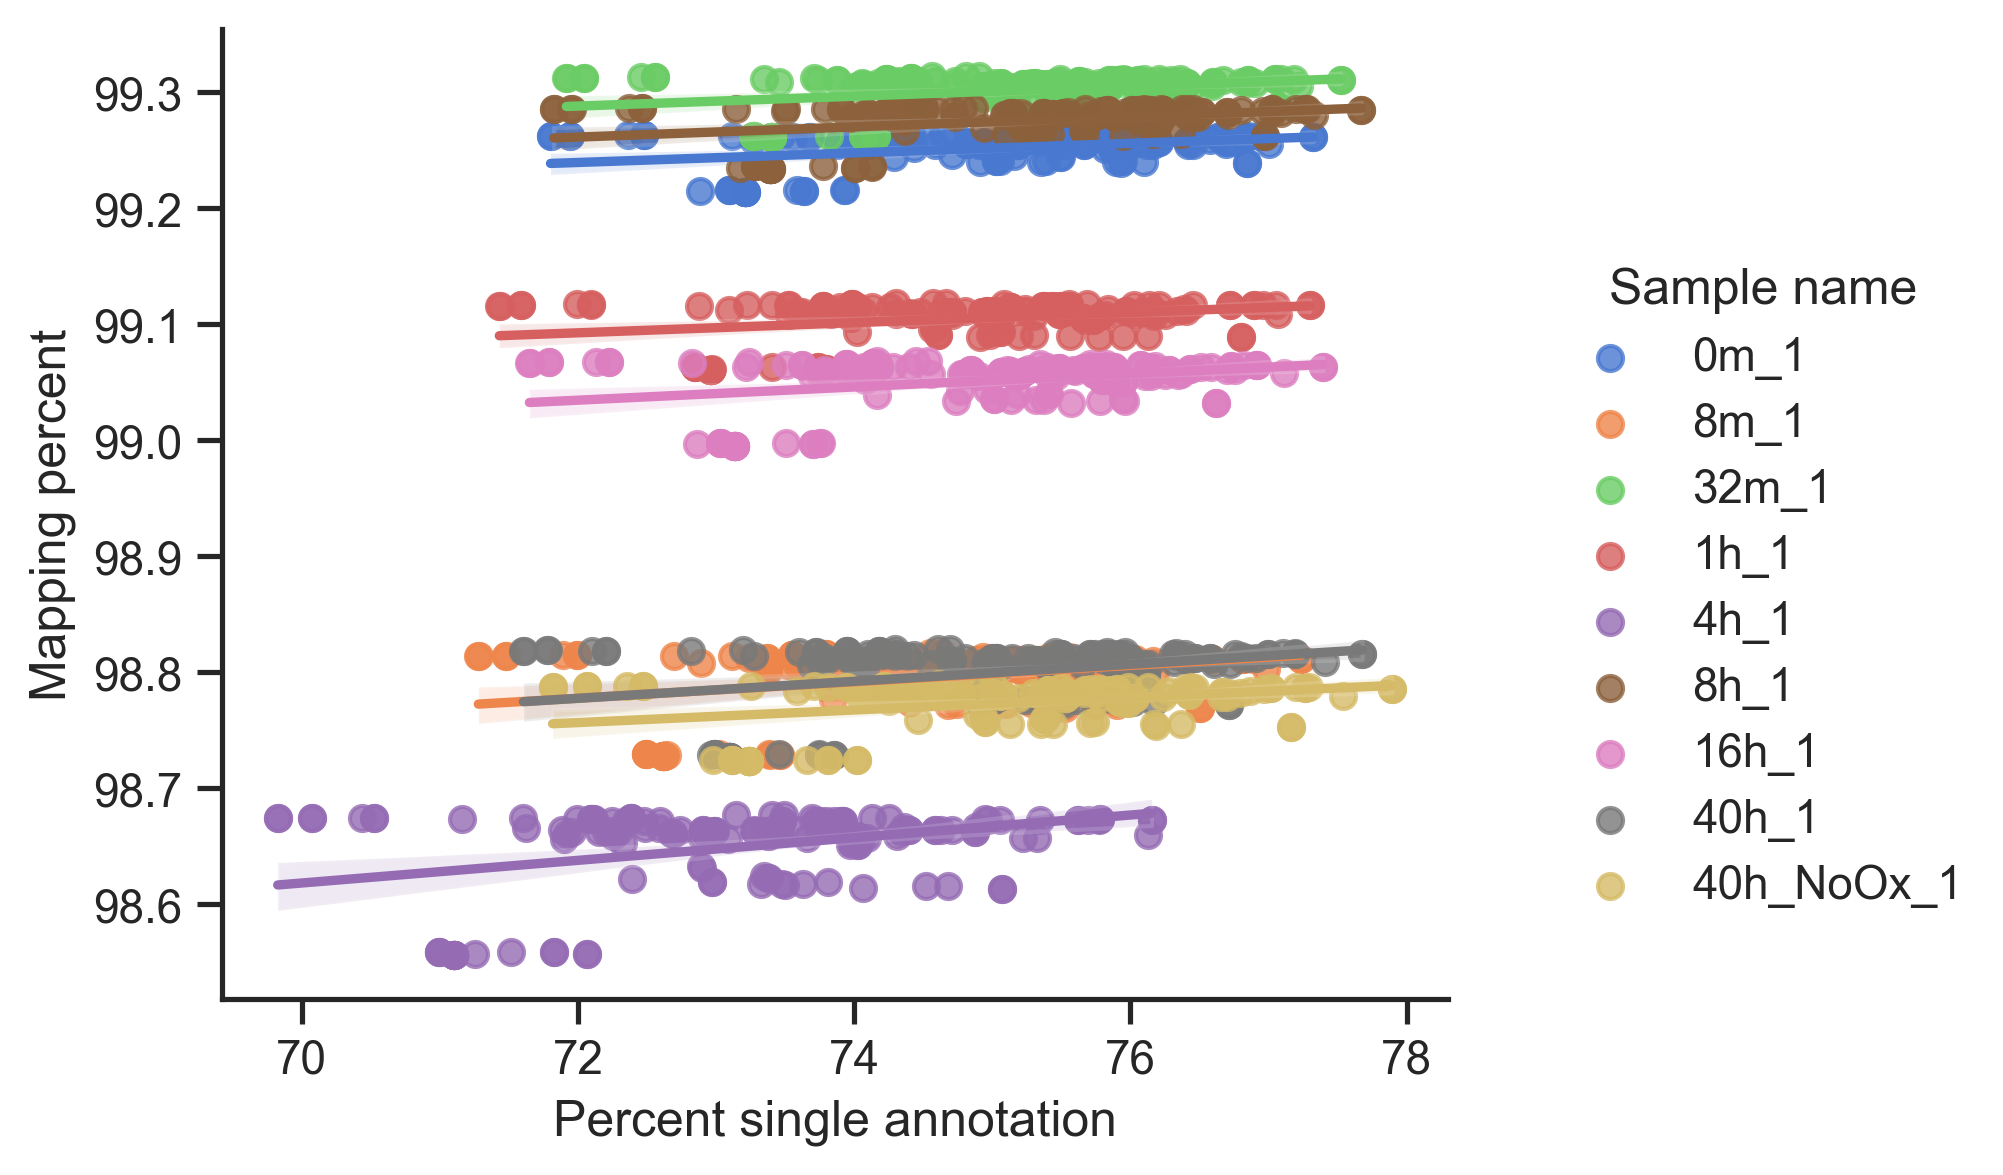 99.3
99.2
99.1
99.0
98.9
98.8
98.7
98.6
Mapping percent
70 72 74 76 78
Percent single annotation
Sample name
0m_1
8m_1
32m_1
1h_1
4h_1
8h_1
16h_1
40h_1
40h_NoOx_1